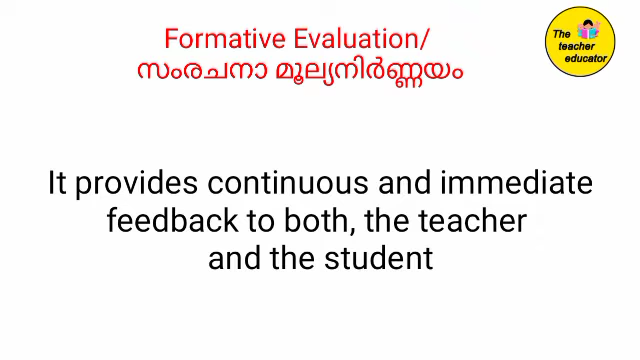 Formative Evaluation/
സംരചനാ മൂല്യനിർണ്ണയം
The
teacher
educator
It provides continuous and immediate
feedback to both, the teacher
and the student